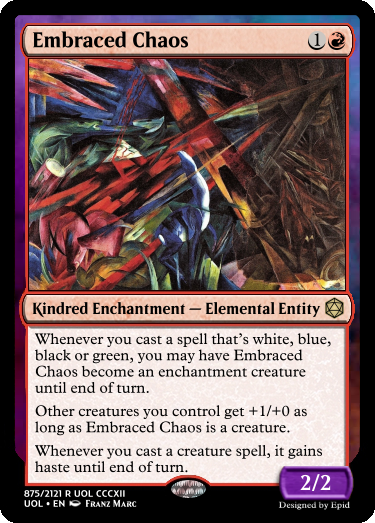 Embraced Chaos 1
Kindred Enchantment — Elemental Entity
Whenever you cast a spell that's white, blue,
black or green, you may have Embraced
Chaos become an enchantment creature
until end of turn.
Other creatures you control get +1/+0 as
long as Embraced Chaos is a creature.
Whenever you cast a creature spell, it gains
haste until end of turn.
2/2
875/2121 R UOL CCCXII
UOL • EN Franz Marc
Designed by Epid